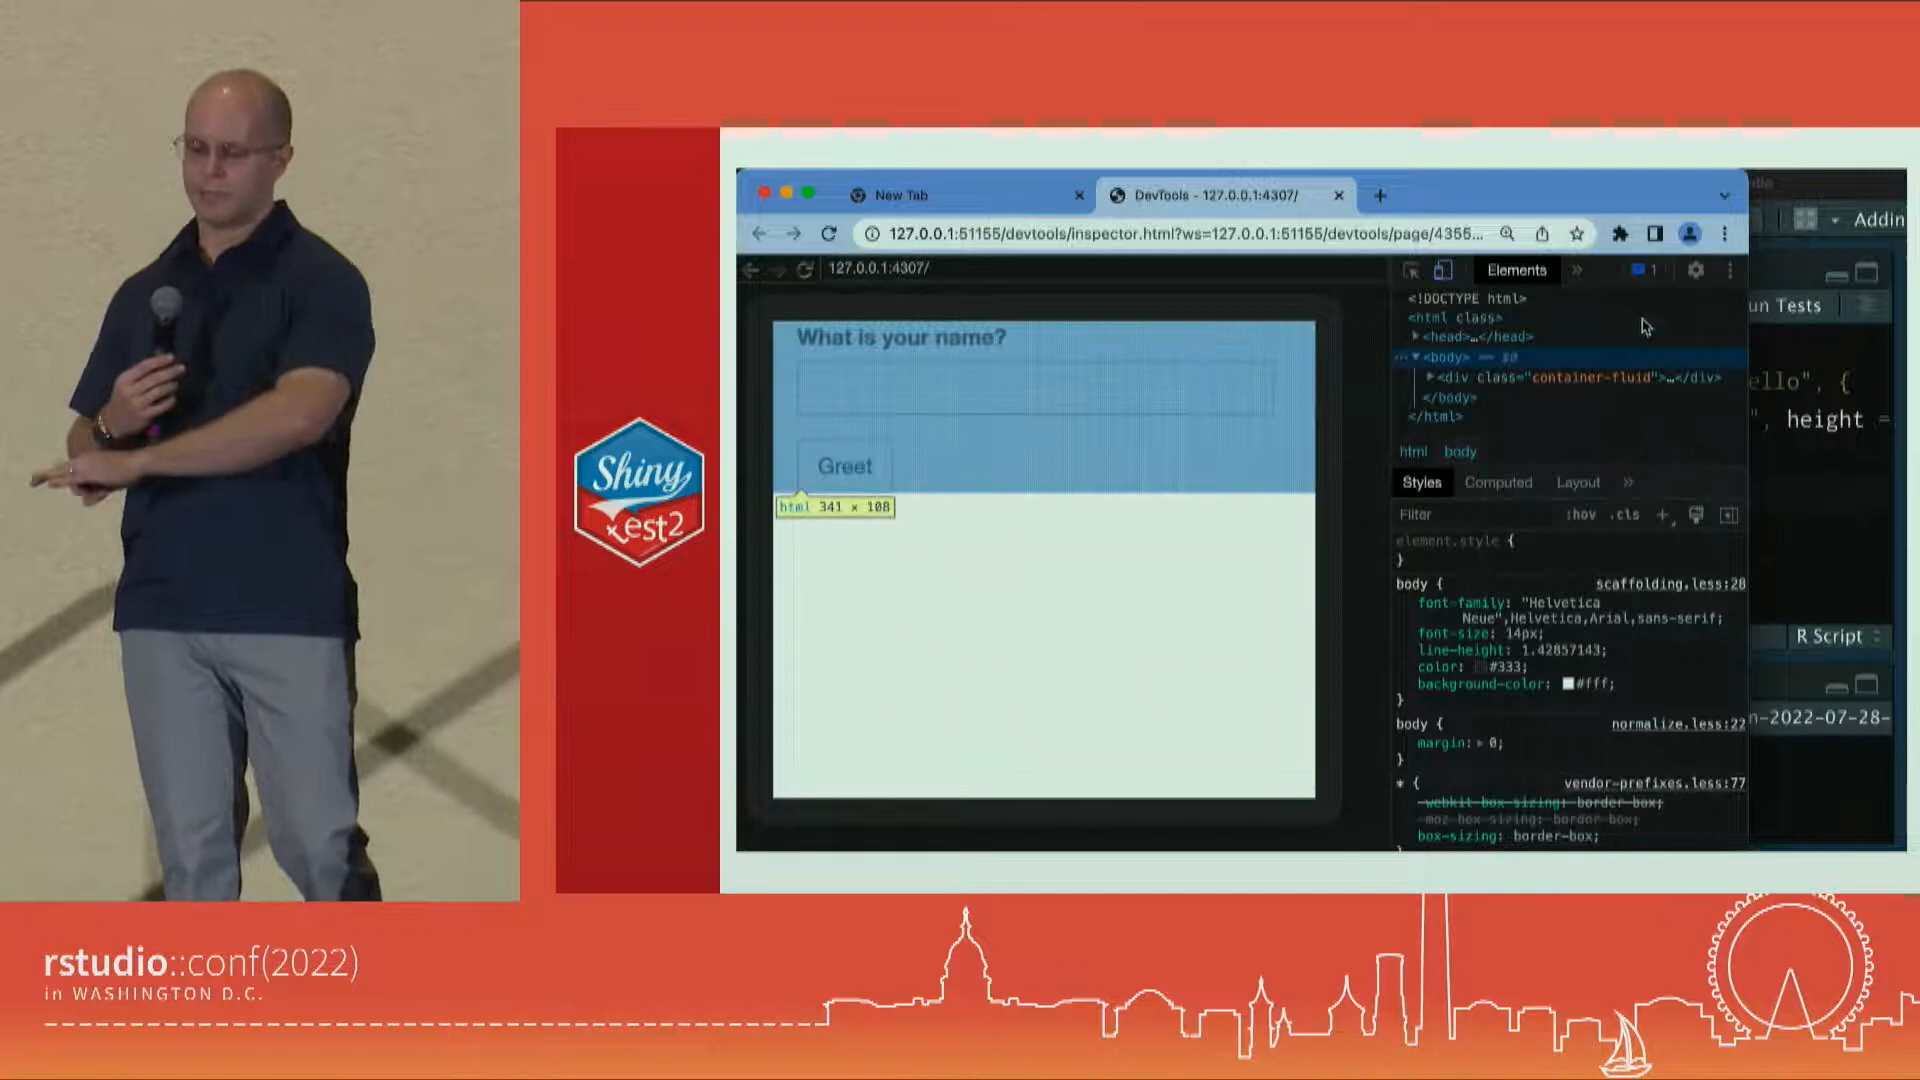 New Tab
DevTools - 127.0.0.1:4307/
127.0.0.1:51155/devtools/inspector.html?ws=127.0.0.1:51155/devtools/page/4355...
Addin
127.0.0.1:4307/
Elements
1
un Tests
<!DOCTYPE html>
<html class>
<head>…</head>
<body> == $0
<div class="container-fluid">…</div>
</body>
</html>
html body
What is your name?
Greet
html 341 × 108
ello", {
", height =
Styles Computed Layout
Filter :hov .cls
element.style {
}
body { scaffolding.less:28
font-family: "Helvetica
Neue",Helvetica,Arial,sans-serif;
font-size: 14px;
line-height: 1.42857143;
color: #333;
background-color: #fff;
}
body { normalize.less:22
margin: 0;
}
* { vendor-prefixes.less:77
-webkit-box-sizing: border-box;
-moz-box-sizing: border-box;
box-sizing: border-box;
R Script
n-2022-07-28-
Shiny
test2
rstudio::conf(2022)
in WASHINGTON D.C.